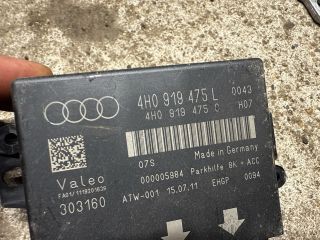 4H0 919 475 L 0043
4H0 919 475 C H07
07S Made in Germany
Valeo 000005984 Parkhilfe 8K + ACC
303160 ATW-001 15.07.11 EHGP 0094